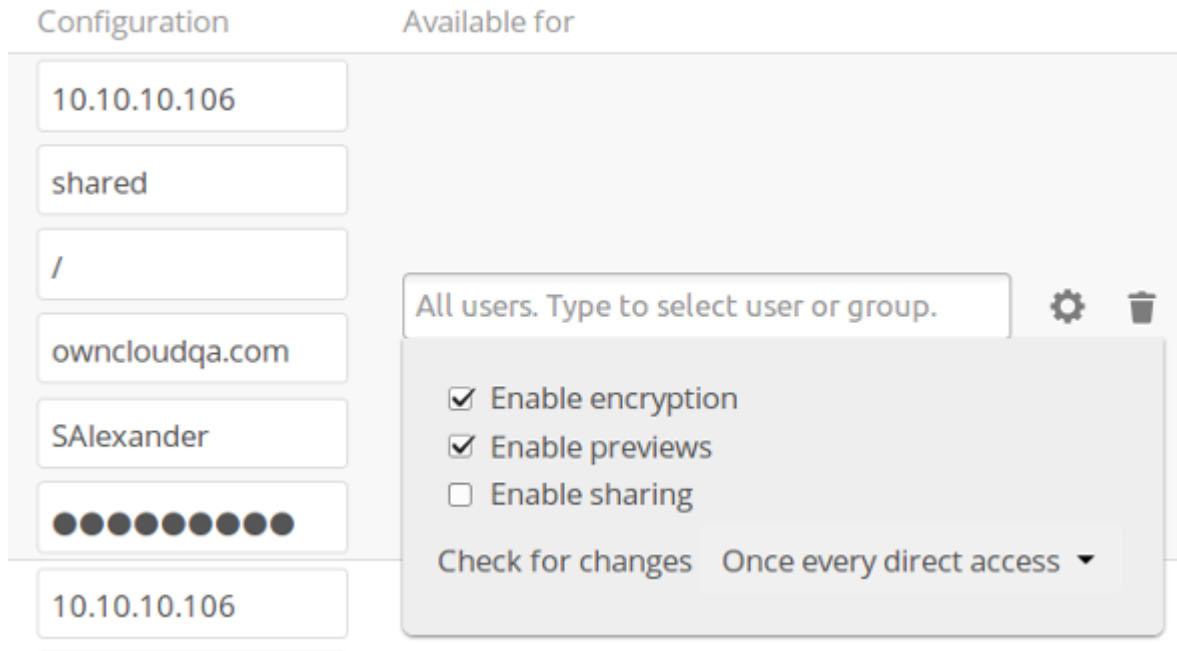 Configuration Available for
10.10.10.106
shared
/
All users. Type to select user or group.
owncloudqa.com
Enable encryption
SAlexander
Enable previews
Enable sharing
●●●●●●●●●
Check for changes Once every direct access
10.10.10.106